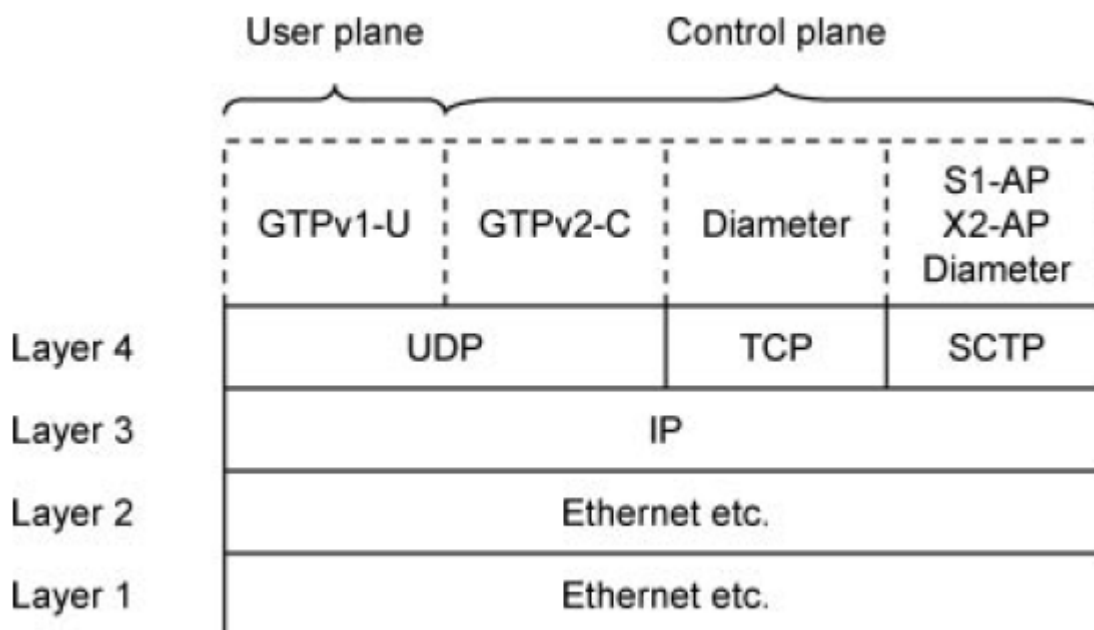 User plane Control plane
GTPv1-U GTPv2-C Diameter S1-AP
X2-AP
Diameter
Layer 4 UDP TCP SCTP
Layer 3 IP
Layer 2 Ethernet etc.
Layer 1 Ethernet etc.